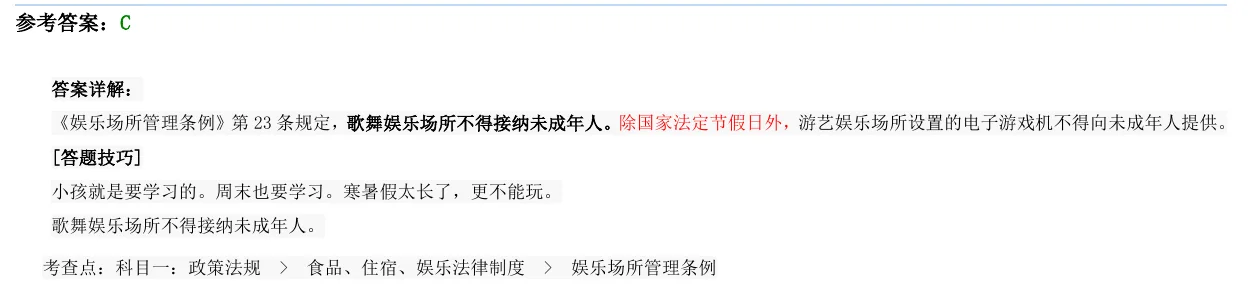 参考答案：C
答案详解：
《娱乐场所管理条例》第 23 条规定，歌舞娱乐场所不得接纳未成年人。除国家法定节假日外，游艺娱乐场所设置的电子游戏机不得向未成年人提供。
[答题技巧]
小孩就是要学习的。周末也要学习。寒暑假太长了，更不能玩。
歌舞娱乐场所不得接纳未成年人。
考查点：科目一：政策法规 > 食品、住宿、娱乐法律制度 > 娱乐场所管理条例